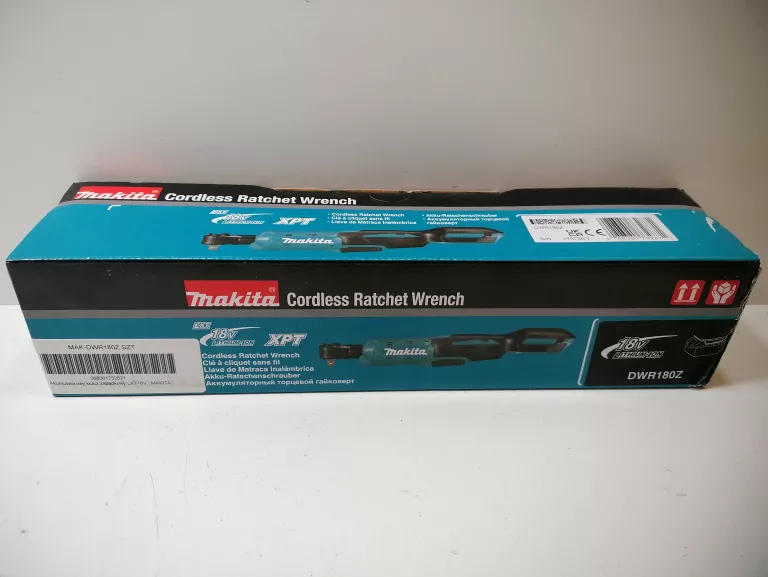 makita Cordless Ratchet Wrench
18V
LITHIUM-ION
XPT
• Cordless Ratchet Wrench
• Clé à cliquet sans fil
• Llave de Matraca Inalámbrica
• Akku-Ratschenschrauber
• Аккумуляторный торцевой гайковерт
DWR180Z
S/N
CE
makita Cordless Ratchet Wrench
18V
LITHIUM-ION
XPT
Cordless Ratchet Wrench
Clé à cliquet sans fil
Llave de Matraca Inalámbrica
Akku-Ratschenschrauber
Аккумуляторный торцевой гайковерт
makita
makita
18V
LITHIUM-ION
DWR180Z
MAK-DWR180Z.SZT